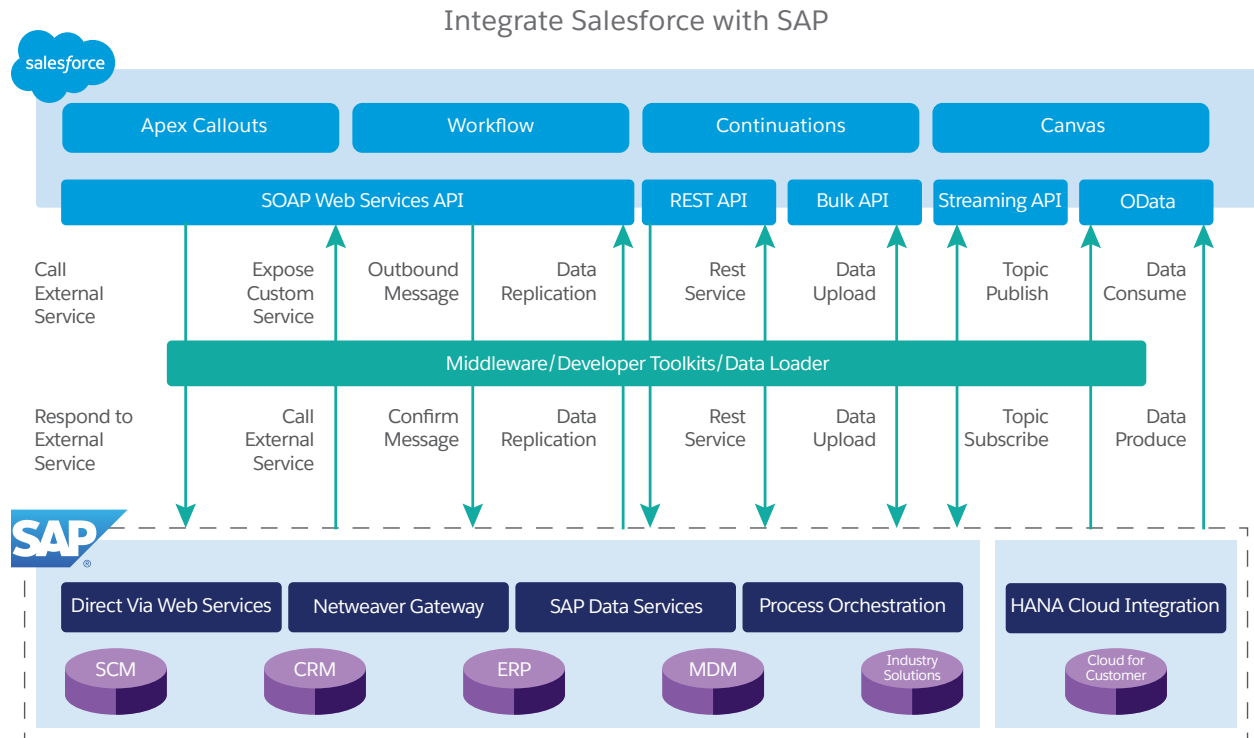 Integrate Salesforce with SAP
salesforce
Apex Callouts
Workflow
Continuations
Canvas
SOAP Web Services API
REST API
Bulk API
Streaming API
OData
Call
External
Service
Expose
Custom
Service
Outbound
Message
Data
Replication
Rest
Service
Data
Upload
Topic
Publish
Data
Consume
Middleware/Developer Toolkits/Data Loader
Respond to
External
Service
Call
External
Service
Confirm
Message
Data
Replication
Rest
Service
Data
Upload
Topic
Subscribe
Data
Produce
SAP
®
Direct Via Web Services
Netweaver Gateway
SAP Data Services
Process Orchestration
HANA Cloud Integration
SCM
CRM
ERP
MDM
Industry
Solutions
Cloud for
Customer